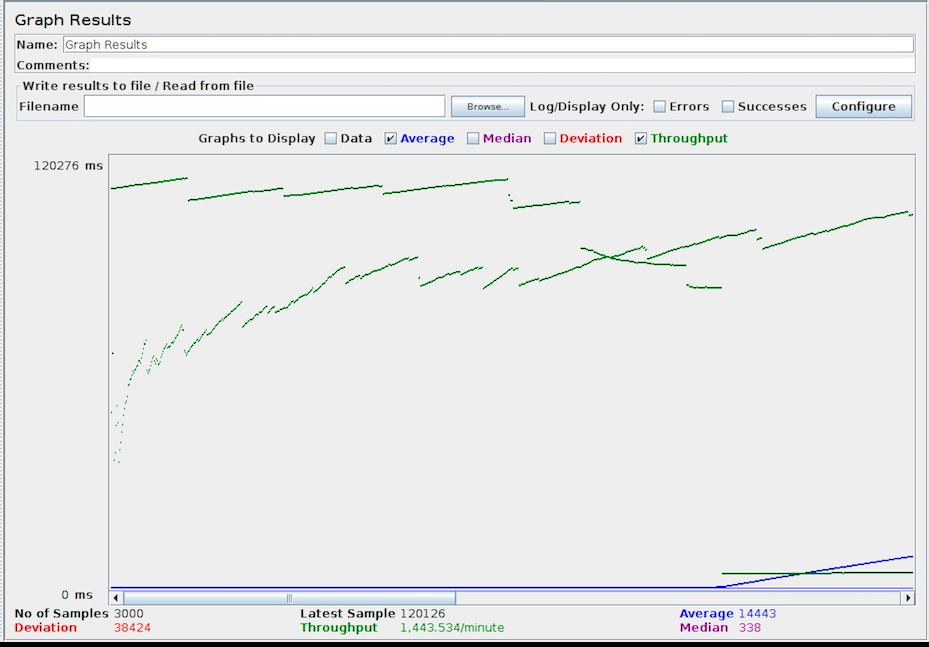 Graph Results
Name: Graph Results
Comments:
Write results to file / Read from file
Filename Browse... Log/Display Only: Errors Successes Configure
Graphs to Display Data Average Median Deviation Throughput
120276 ms
0 ms
No of Samples 3000 Latest Sample 120126 Average 14443
Deviation 38424 Throughput 1,443.534/minute Median 338